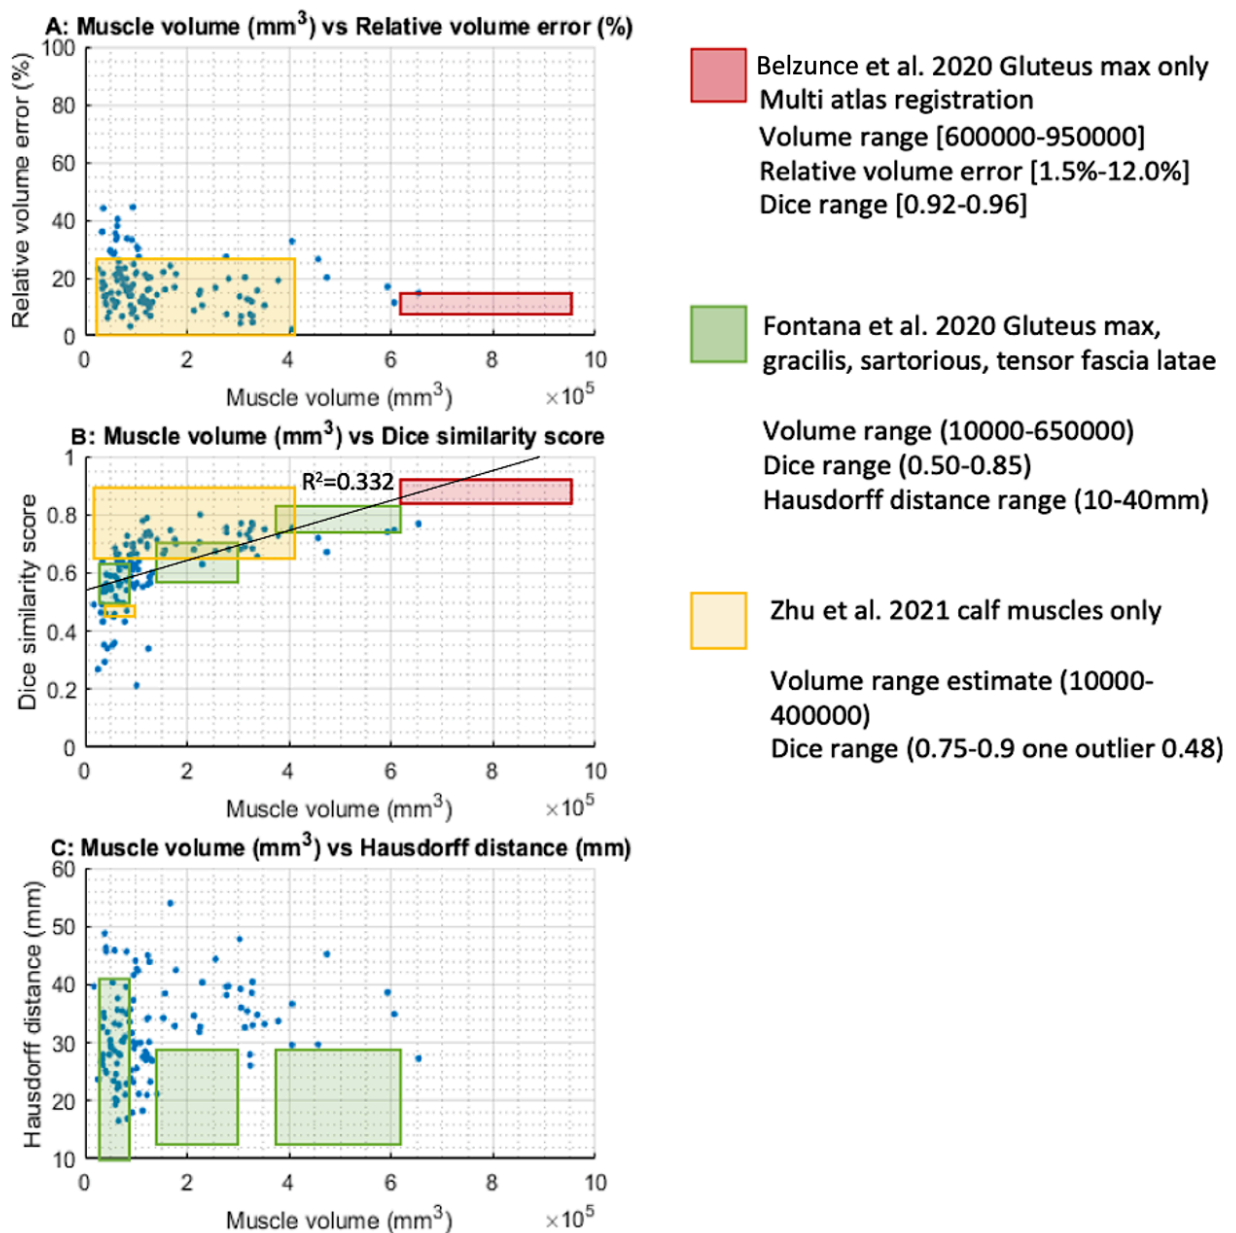 A: Muscle volume (mm³) vs Relative volume error (%)
Relative volume error (%)
100
80
60
40
20
0
0 2 4 6 8 10
Muscle volume (mm³)
×10⁵
B: Muscle volume (mm³) vs Dice similarity score
Dice similarity score
1
0.8
0.6
0.4
0.2
0
R²=0.332
0 2 4 6 8 10
Muscle volume (mm³)
×10⁵
C: Muscle volume (mm³) vs Hausdorff distance (mm)
Hausdorff distance (mm)
60
50
40
30
20
10
0 2 4 6 8 10
Muscle volume (mm³)
×10⁵
Belzunce et al. 2020 Gluteus max only
Multi atlas registration
Volume range [600000-950000]
Relative volume error [1.5%-12.0%]
Dice range [0.92-0.96]
Fontana et al. 2020 Gluteus max,
gracilis, sartorious, tensor fascia latae
Volume range (10000-650000)
Dice range (0.50-0.85)
Hausdorff distance range (10-40mm)
Zhu et al. 2021 calf muscles only
Volume range estimate (10000-
400000)
Dice range (0.75-0.9 one outlier 0.48)